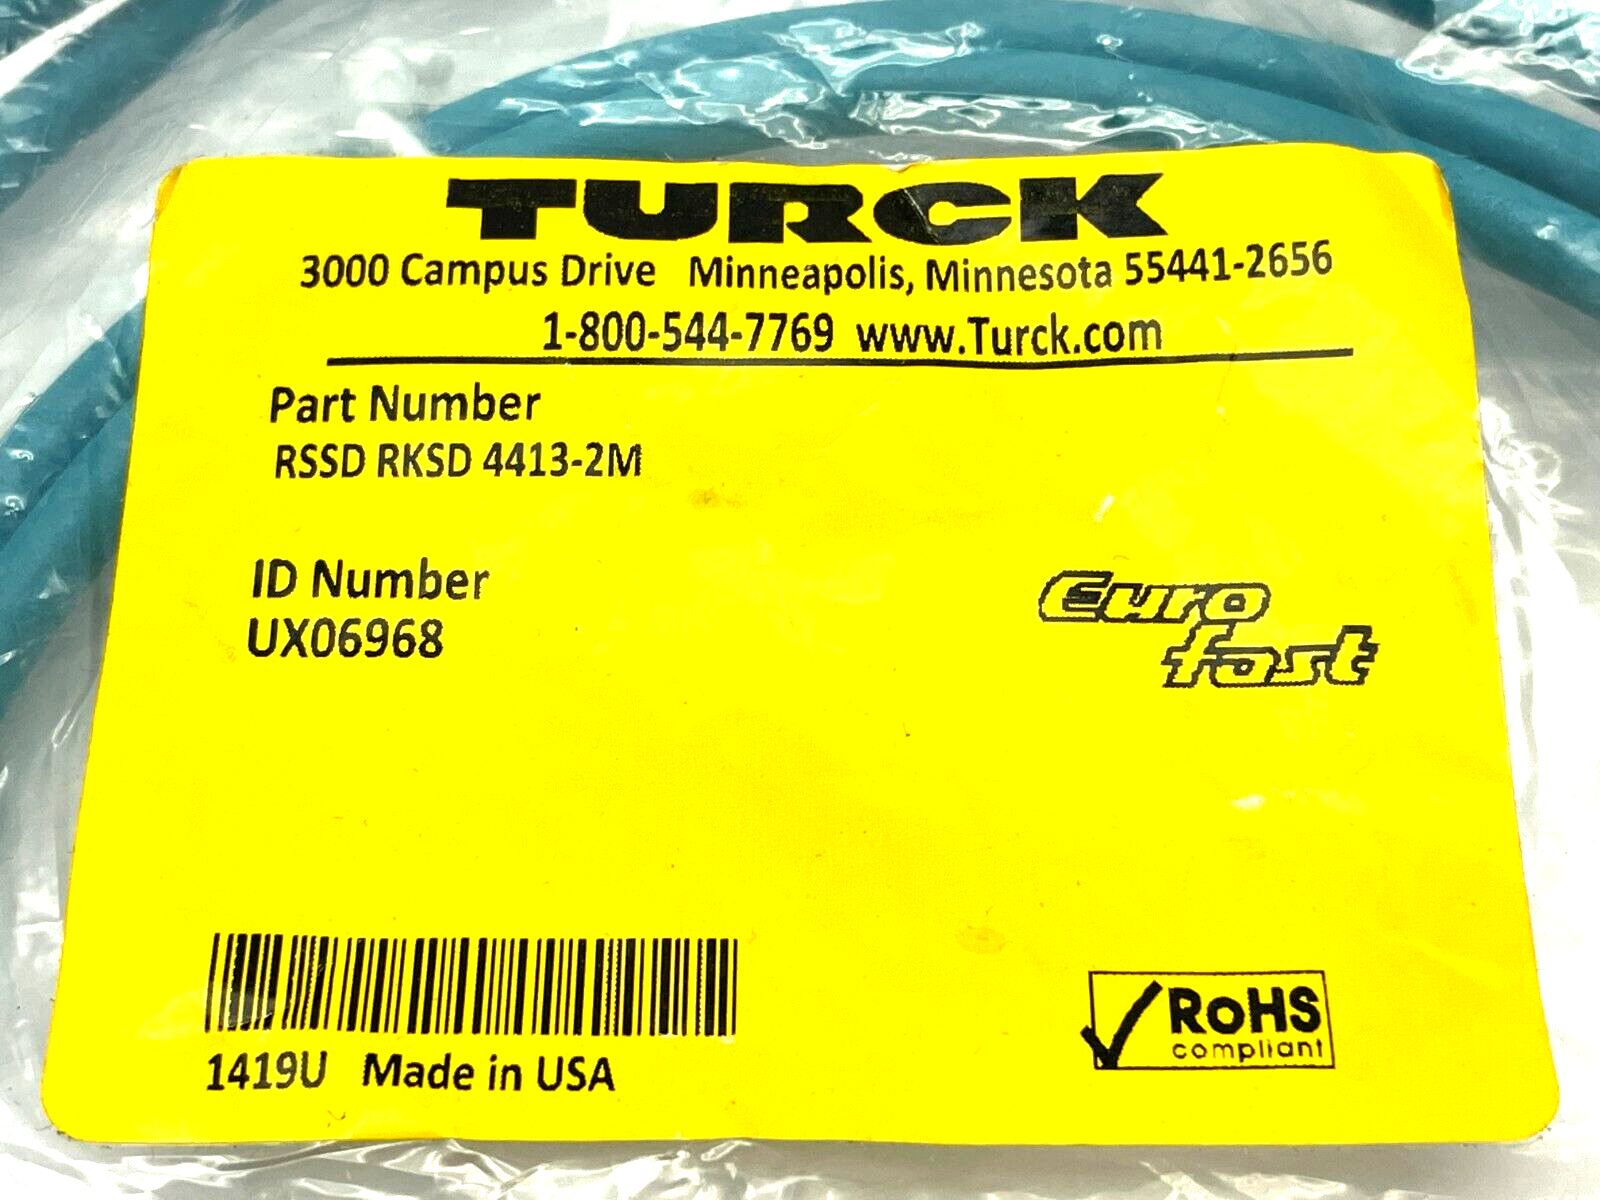 TURCK
3000 Campus Drive Minneapolis, Minnesota 55441-2656
1-800-544-7769 www.Turck.com
Part Number
RSSD RKSD 4413-2M
ID Number
UX06968
Euro
fast
RoHS
compliant
1419U Made in USA